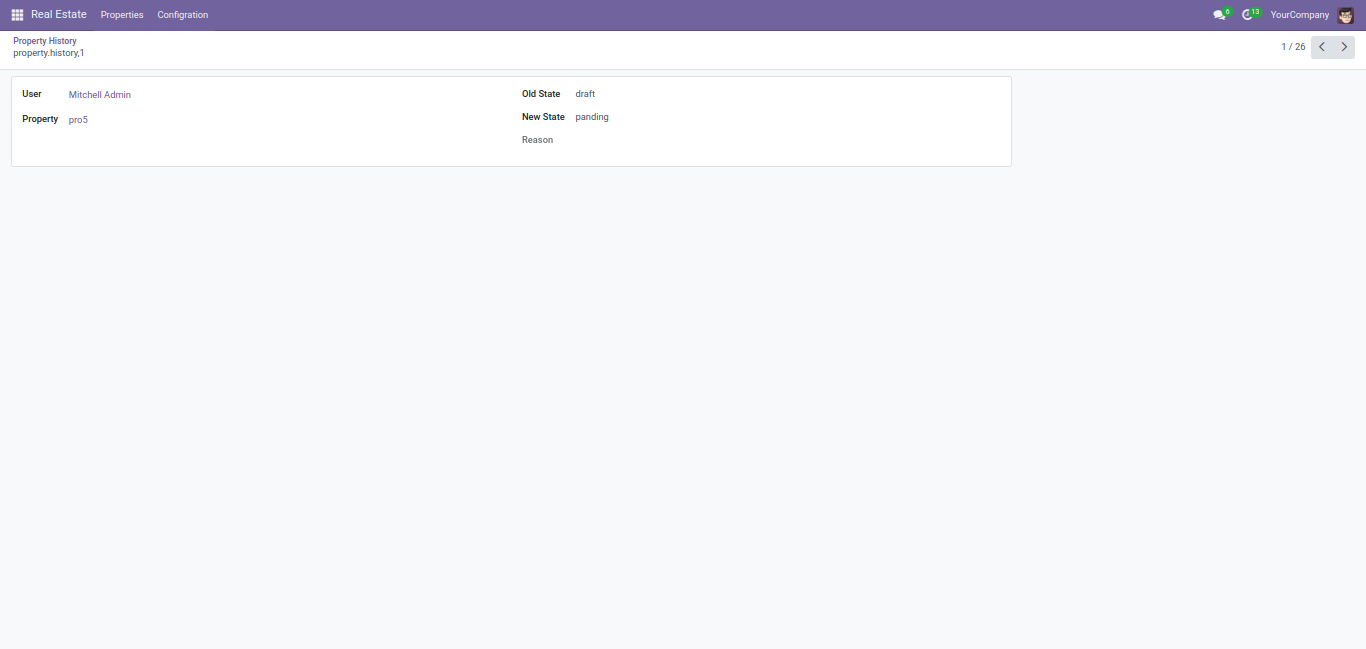 Real Estate Properties Configration 6 13 YourCompany
Property History
property.history,1
1 / 26
User Mitchell Admin
Property pro5
Old State draft
New State panding
Reason